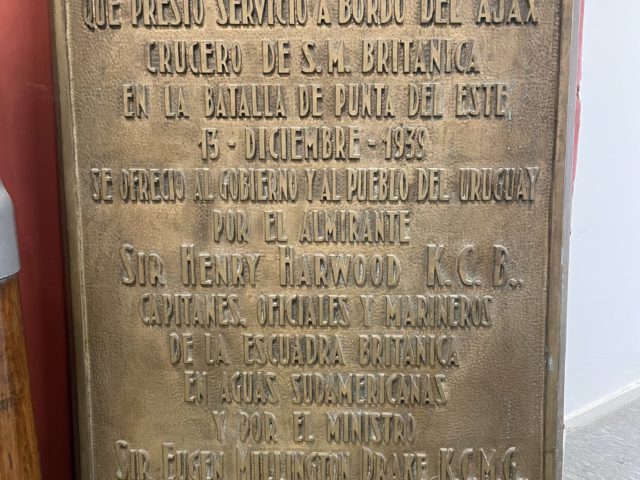 QUE PRESTO SERVICIO A BORDO DEL AJAX
CRUCERO DE S.M. BRITANICA
EN LA BATALLA DE PUNTA DEL ESTE
13 - DICIEMBRE - 1939
SE OFRECIO AL GOBIERNO Y AL PUEBLO DEL URUGUAY
POR EL ALMIRANTE
SIR HENRY HARWOOD K.C.B.,
CAPITANES, OFICIALES Y MARINEROS
DE LA ESCUADRA BRITANICA
EN AGUAS SUDAMERICANAS
Y POR EL MINISTRO
SIR EUGEN MILLINGTON DRAKE K.C.M.G.